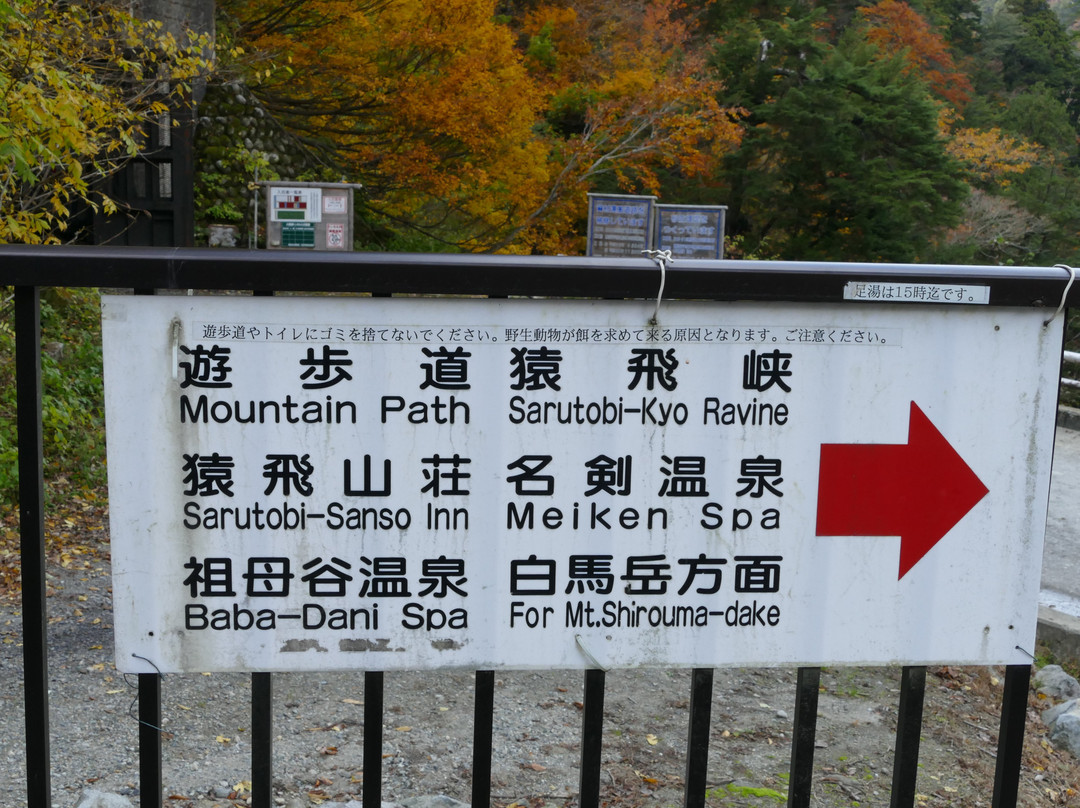 足湯は15時迄です。
遊歩道やトイレにゴミを捨てないでください。野生動物が餌を求めて来る原因となります。ご注意ください。
遊歩道 猿飛峡
Mountain Path Sarutobi-Kyo Ravine
猿飛山荘 名剣温泉
Sarutobi-Sanso Inn Meiken Spa
祖母谷温泉 白馬岳方面
Baba-Dani Spa For Mt.Shirouma-dake